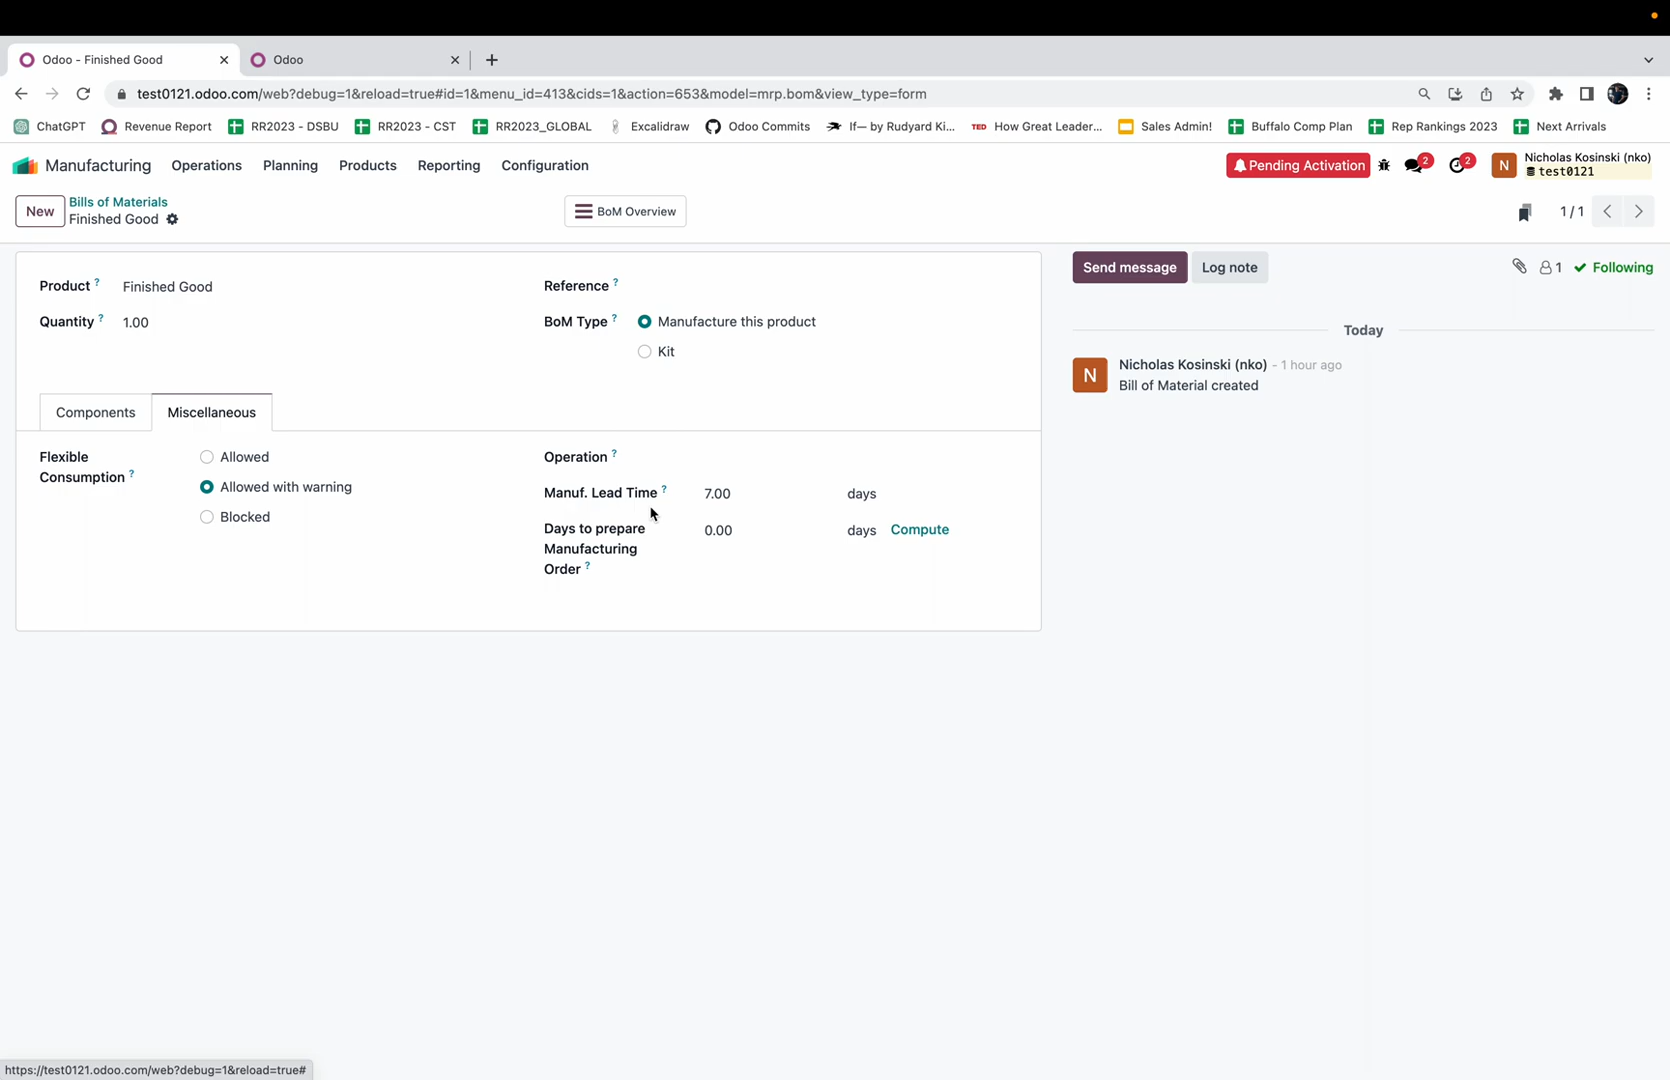 Odoo - Finished Good
Odoo
test0121.odoo.com/web?debug=1&reload=true#id=1&menu_id=413&cids=1&action=653&model=mrp.bom&view_type=form
ChatGPT Revenue Report RR2023 - DSBU RR2023 - CST RR2023_GLOBAL Excalidraw Odoo Commits If— by Rudyard Ki... TED How Great Leader... Sales Admin! Buffalo Comp Plan Rep Rankings 2023 Next Arrivals
Manufacturing Operations Planning Products Reporting Configuration
Pending Activation 2 2 N Nicholas Kosinski (nko)
test0121
New
Bills of Materials
Finished Good
BoM Overview
1 / 1
Product ? Finished Good
Quantity ? 1.00
Reference ?
BoM Type ? Manufacture this product
Kit
Components Miscellaneous
Flexible
Consumption ?
Allowed
Allowed with warning
Blocked
Operation ?
Manuf. Lead Time ? 7.00 days
Days to prepare
Manufacturing
Order ?
0.00 days Compute
Send message Log note 1 Following
Today
N Nicholas Kosinski (nko) - 1 hour ago
Bill of Material created
https://test0121.odoo.com/web?debug=1&reload=true#